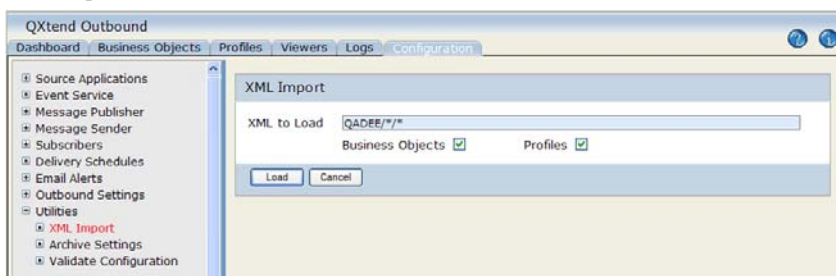 QXtend Outbound
Dashboard Business Objects Profiles Viewers Logs Configuration
Source Applications
Event Service
Message Publisher
Message Sender
Subscribers
Delivery Schedules
Email Alerts
Outbound Settings
Utilities
XML Import
Archive Settings
Validate Configuration
XML Import
XML to Load QADEE/*/*
Business Objects Profiles
Load Cancel